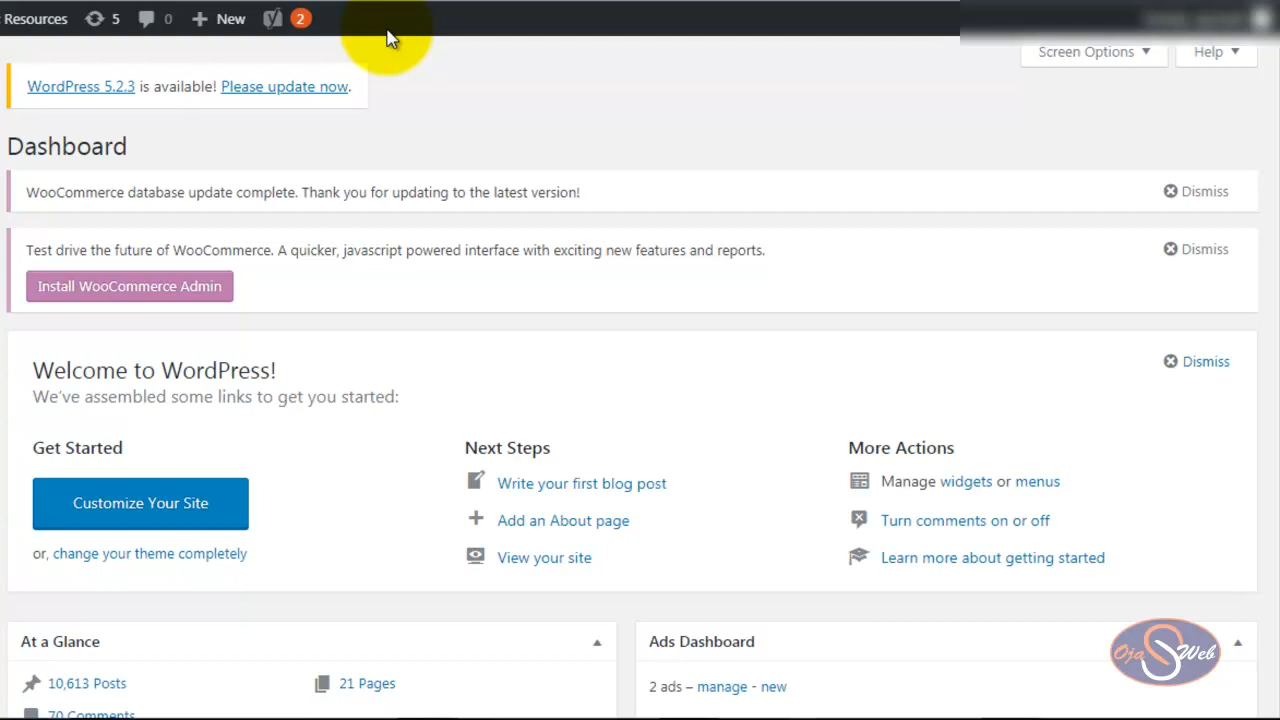 Resources 5 0 + New 2
Screen Options ▼ Help ▼
WordPress 5.2.3 is available! Please update now.
Dashboard
WooCommerce database update complete. Thank you for updating to the latest version!
Dismiss
Test drive the future of WooCommerce. A quicker, javascript powered interface with exciting new features and reports.
Dismiss
Install WooCommerce Admin
Welcome to WordPress!
Dismiss
We've assembled some links to get you started:
Get Started
Customize Your Site
or, change your theme completely
Next Steps
Write your first blog post
Add an About page
View your site
More Actions
Manage widgets or menus
Turn comments on or off
Learn more about getting started
At a Glance
10,613 Posts
21 Pages
70 Comments
Ads Dashboard
2 ads – manage - new
Oja S Web